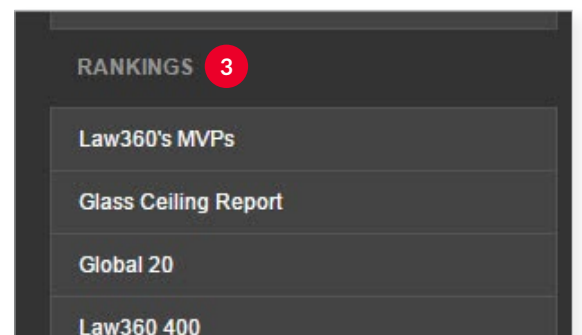 RANKINGS 3
Law360's MVPs
Glass Ceiling Report
Global 20
Law360 400